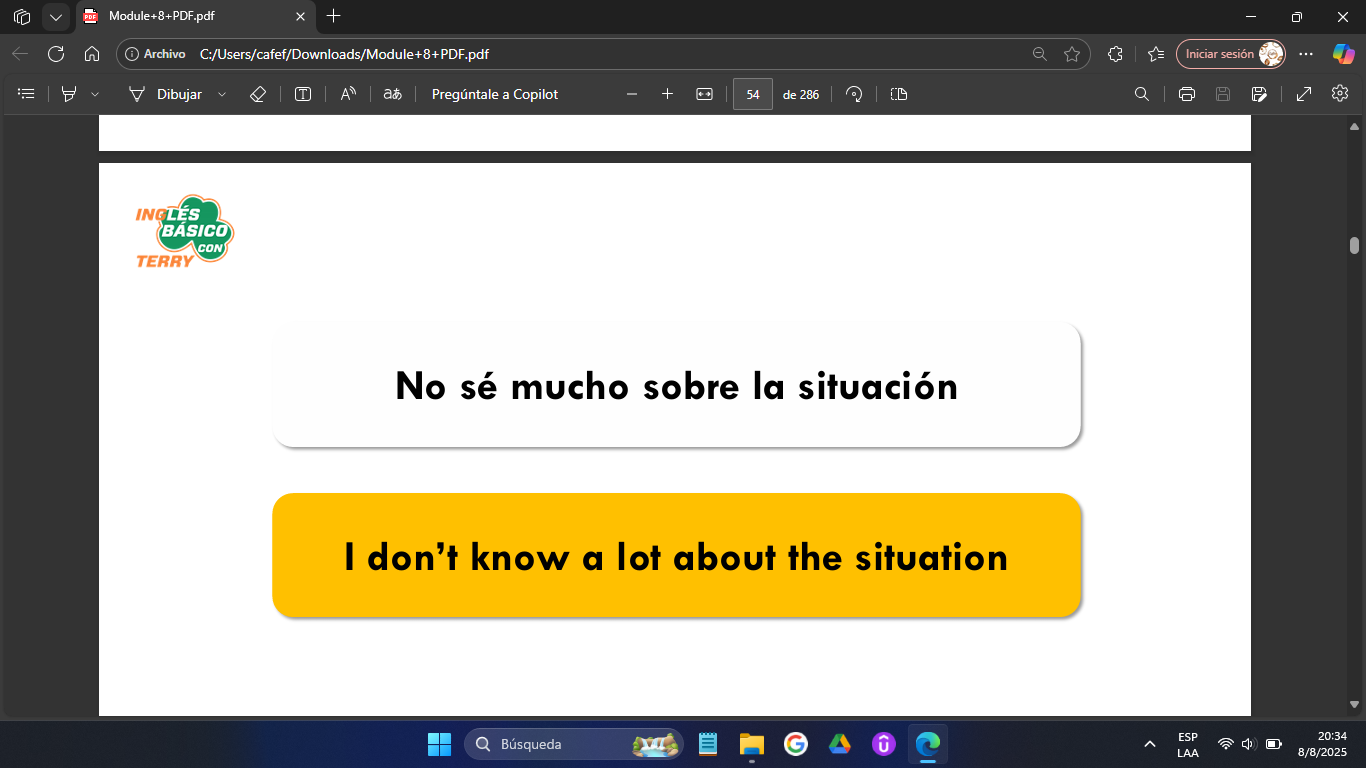 Module+8+PDF.pdf
Archivo C:/Users/cafef/Downloads/Module+8+PDF.pdf Iniciar sesión
Dibujar Pregúntale a Copilot 54 de 286
INGLÉS
BÁSICO
CON
TERRY
No sé mucho sobre la situación
I don’t know a lot about the situation
Búsqueda ESP 20:34
LAA 8/8/2025